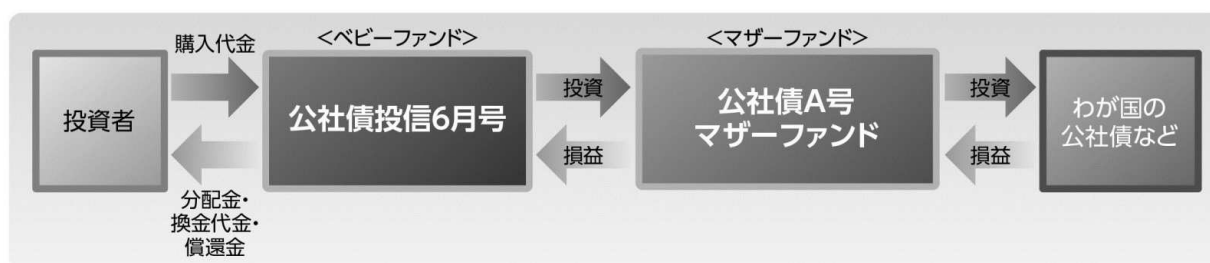 購入代金
<ベビーファンド>
<マザーファンド>
投資者
公社債投信6月号
投資
公社債A号
マザーファンド
投資
わが国の
公社債など
損益
損益
分配金・
換金代金・
償還金